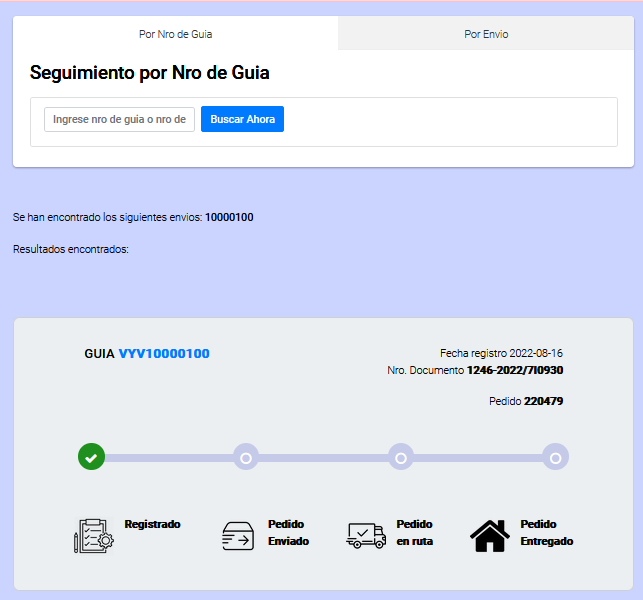 Por Nro de Guia
Por Envio
Seguimiento por Nro de Guia
Ingrese nro de guia o nro de
Buscar Ahora
Se han encontrado los siguientes envios: 10000100
Resultados encontrados:
GUIA VYV10000100
Fecha registro 2022-08-16
Nro. Documento 1246-2022/7I0930
Pedido 220479
Registrado
Pedido
Enviado
Pedido
en ruta
Pedido
Entregado